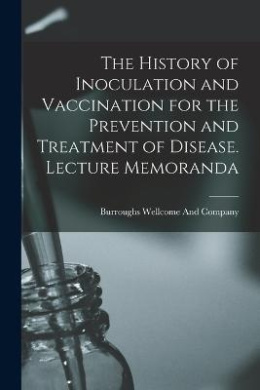 The History of
Inoculation and
Vaccination for the
Prevention and
Treatment of Disease.
Lecture Memoranda
Burroughs Wellcome And Company